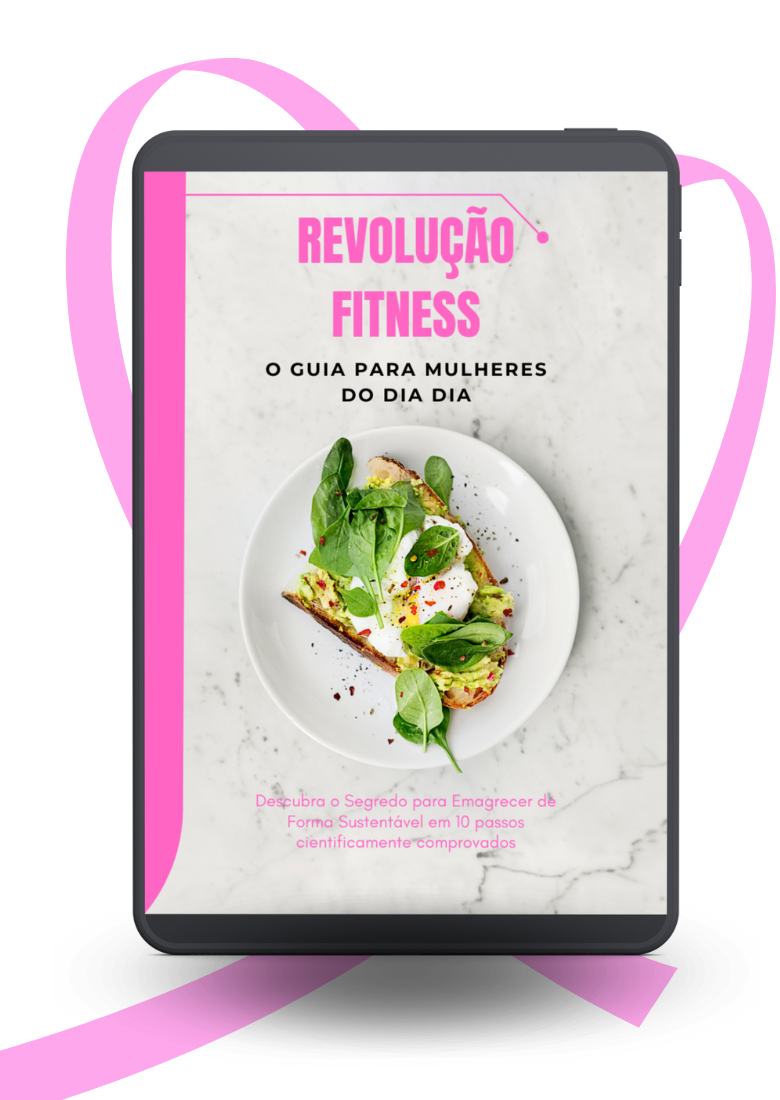 REVOLUÇÃO
FITNESS
O GUIA PARA MULHERES
DO DIA DIA
Descubra o Segredo para Emagrecer de
Forma Sustentável em 10 passos
cientificamente comprovados